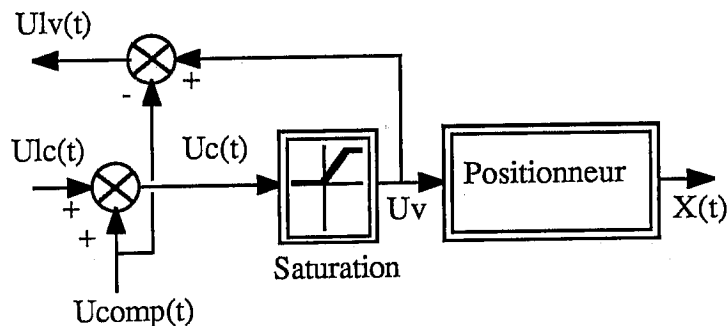 Ulv(t)
+
-
Ulc(t)
Uc(t)
+
+
Positionneur
Uv
X(t)
Saturation
Ucomp(t)